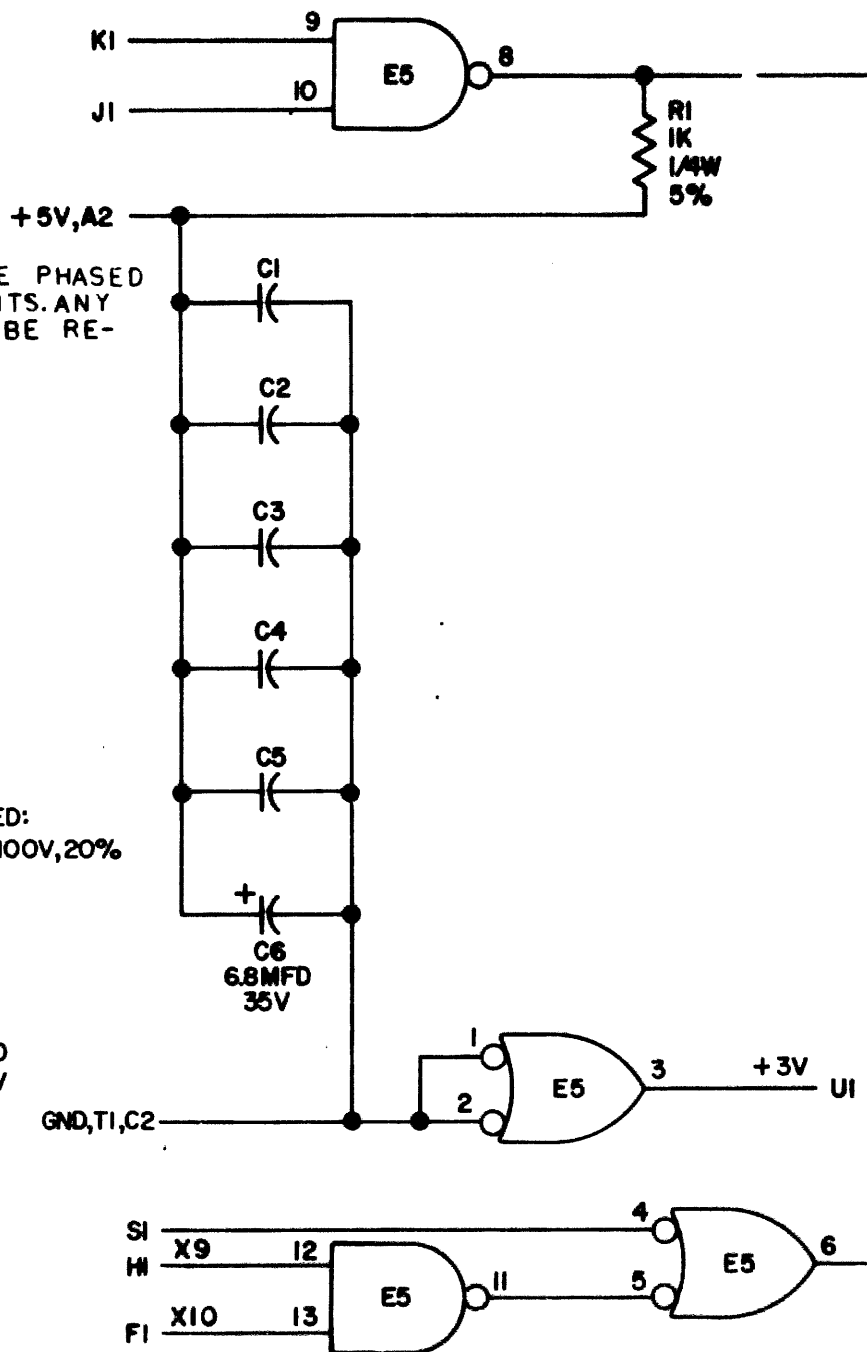 K1 9 E5 8
J1 10
R1
1K
1/4W
5%
+5V,A2
E PHASED
ITS. ANY
BE RE-
C1
C2
C3
C4
C5
ED:
100V,20%
+
C6
6.8MFD
35V
GND,T1,C2
1
2
E5 3 +3V U1
S1 4
H1 X9 12
E5 11 5 E5 6
F1 X10 13